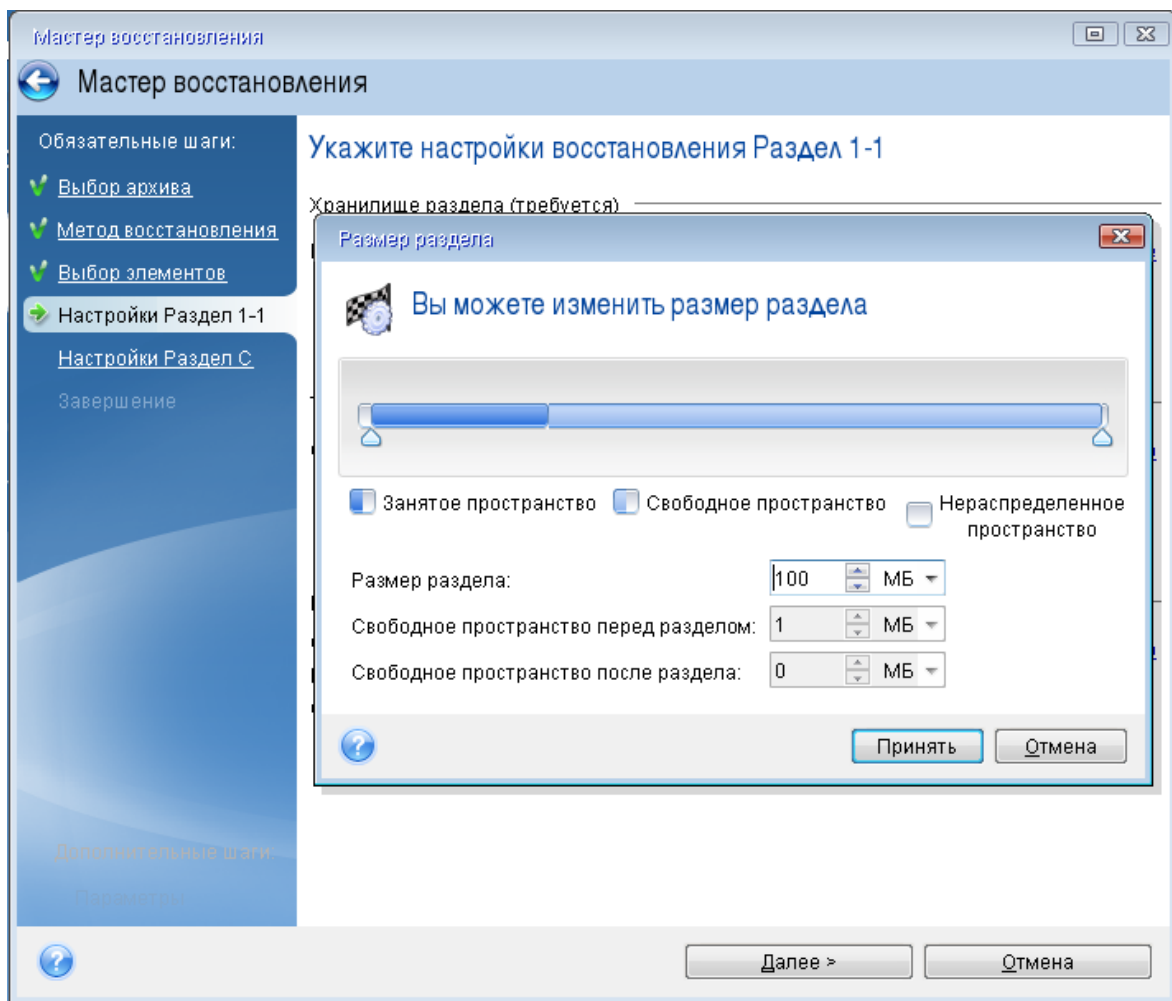 Мастер восстановления
Мастер восстановления
Обязательные шаги:
Выбор архива
Метод восстановления
Выбор элементов
Настройки Раздел 1-1
Настройки Раздел C
Завершение
Дополнительные шаги:
Параметры
Укажите настройки восстановления Раздел 1-1
Хранилище раздела (требуется)
Размер раздела
Вы можете изменить размер раздела
Занятое пространство Свободное пространство Нераспределенное
пространство
Размер раздела: 100 МБ
Свободное пространство перед разделом: 1 МБ
Свободное пространство после раздела: 0 МБ
Принять Отмена
Далее > Отмена